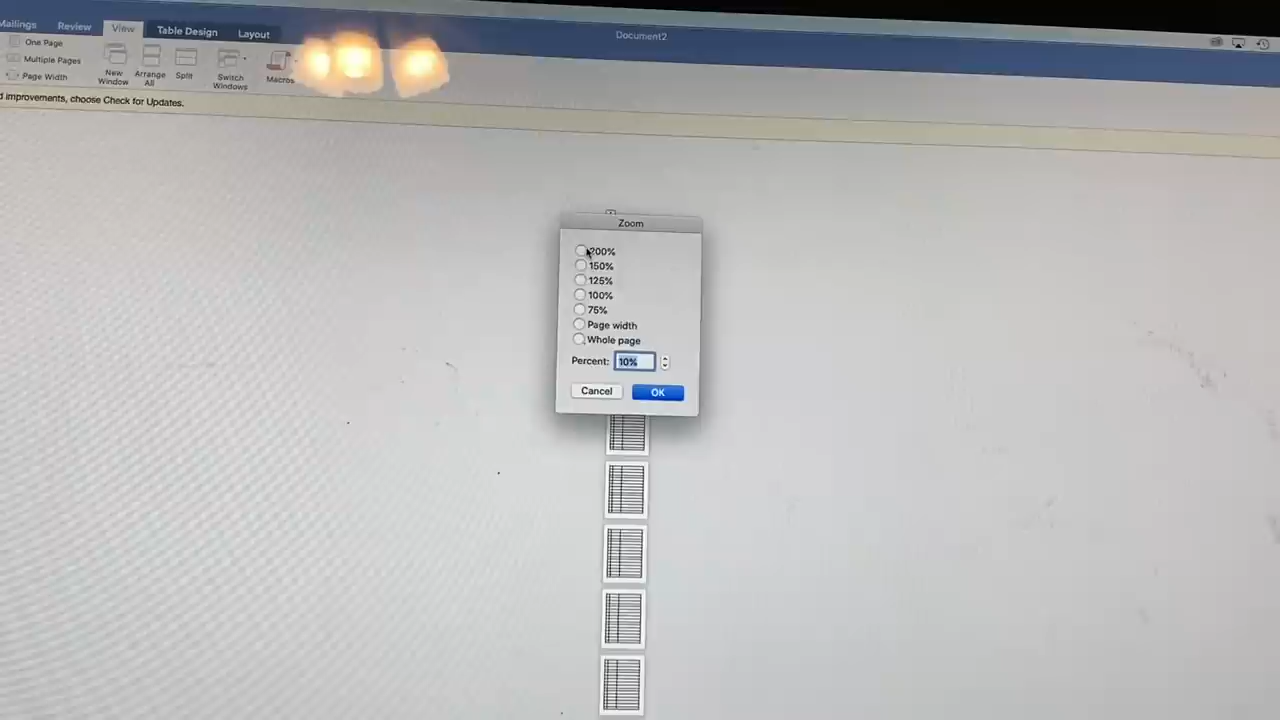 Mailings Review View Table Design Layout
Document2
One Page
Multiple Pages
Page Width
New Window
Arrange All
Split
Switch Windows
Macros
improvements, choose Check for Updates.
Zoom
200%
150%
125%
100%
75%
Page width
Whole page
Percent: 10%
Cancel OK